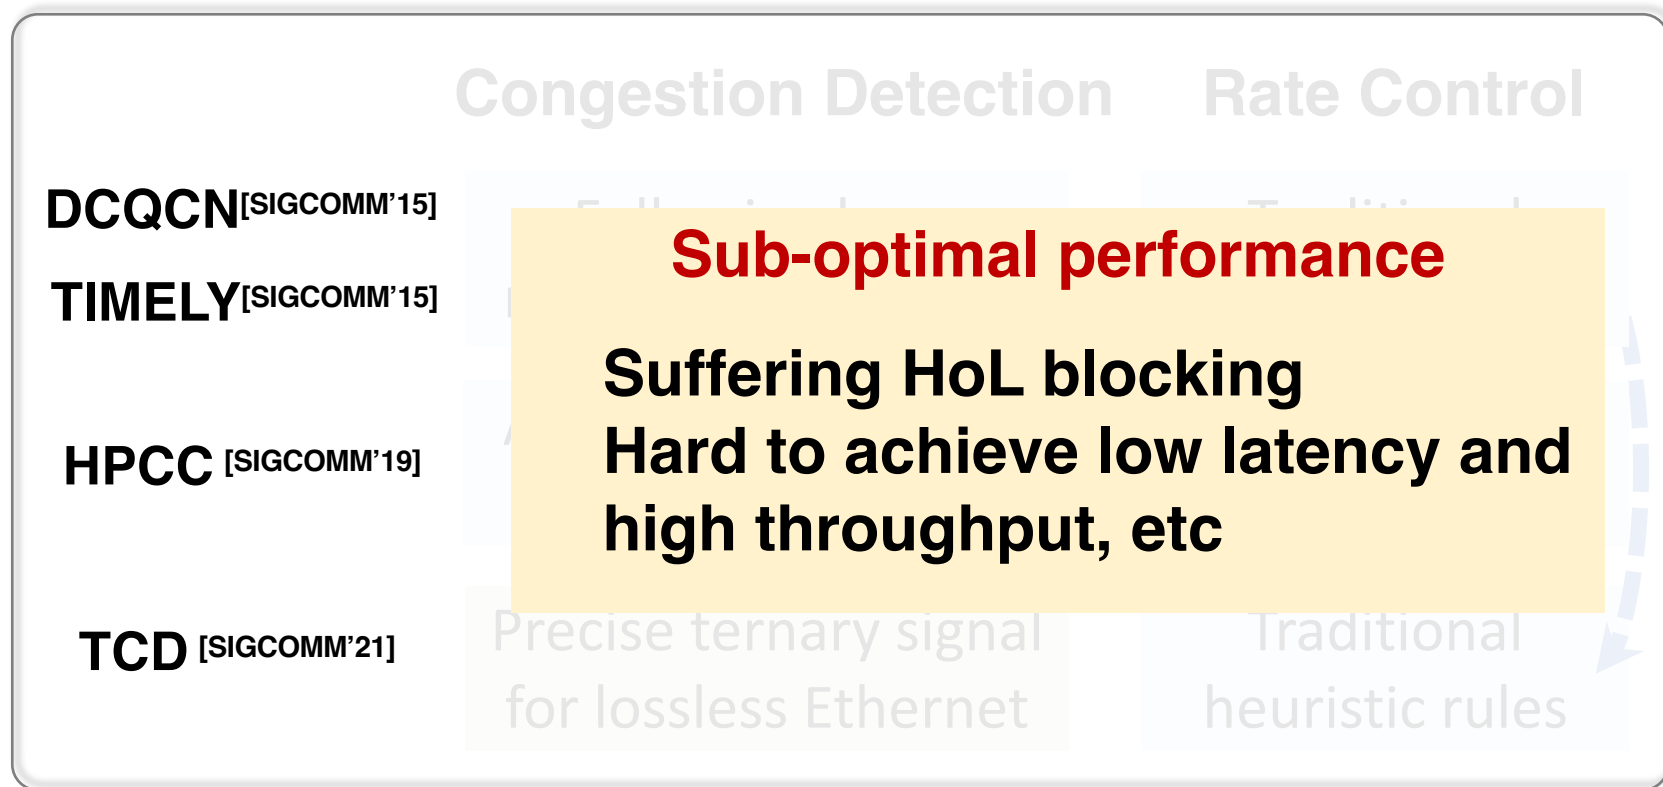 Congestion Detection Rate Control
DCQCN[SIGCOMM'15]
Sub-optimal performance
TIMELY[SIGCOMM'15]
Suffering HoL blocking
Hard to achieve low latency and
HPCC [SIGCOMM'19]
high throughput, etc
TCD [SIGCOMM'21]
Precise ternary signal
for lossless Ethernet
Traditional
heuristic rules